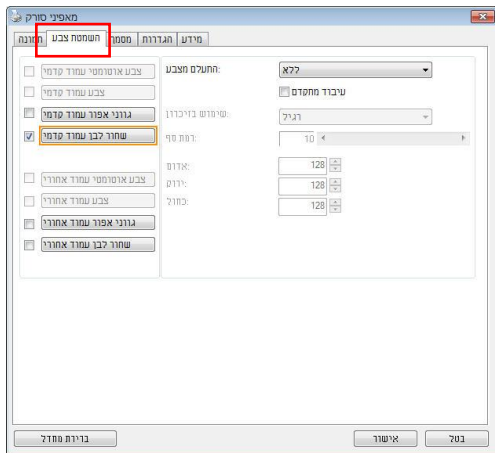 מאפיני סורק
תמונה השמטת צבע מסמך הגדרות מידע
צבע אוטומטי עמוד קדמי
צבע עמוד קדמי
גווני אפור עמוד קדמי
שחור לבן עמוד קדמי
צבע אוטומטי עמוד אחורי
צבע עמוד אחורי
גווני אפור עמוד אחורי
שחור לבן עמוד אחורי
התעלם מצבע: ללא
עיבוד מתקדם
שימוש בזיכרון: רגיל
רמת סף: 10
אדום: 128
ירוק: 128
כחול: 128
ברירת מחדל אישור בטל